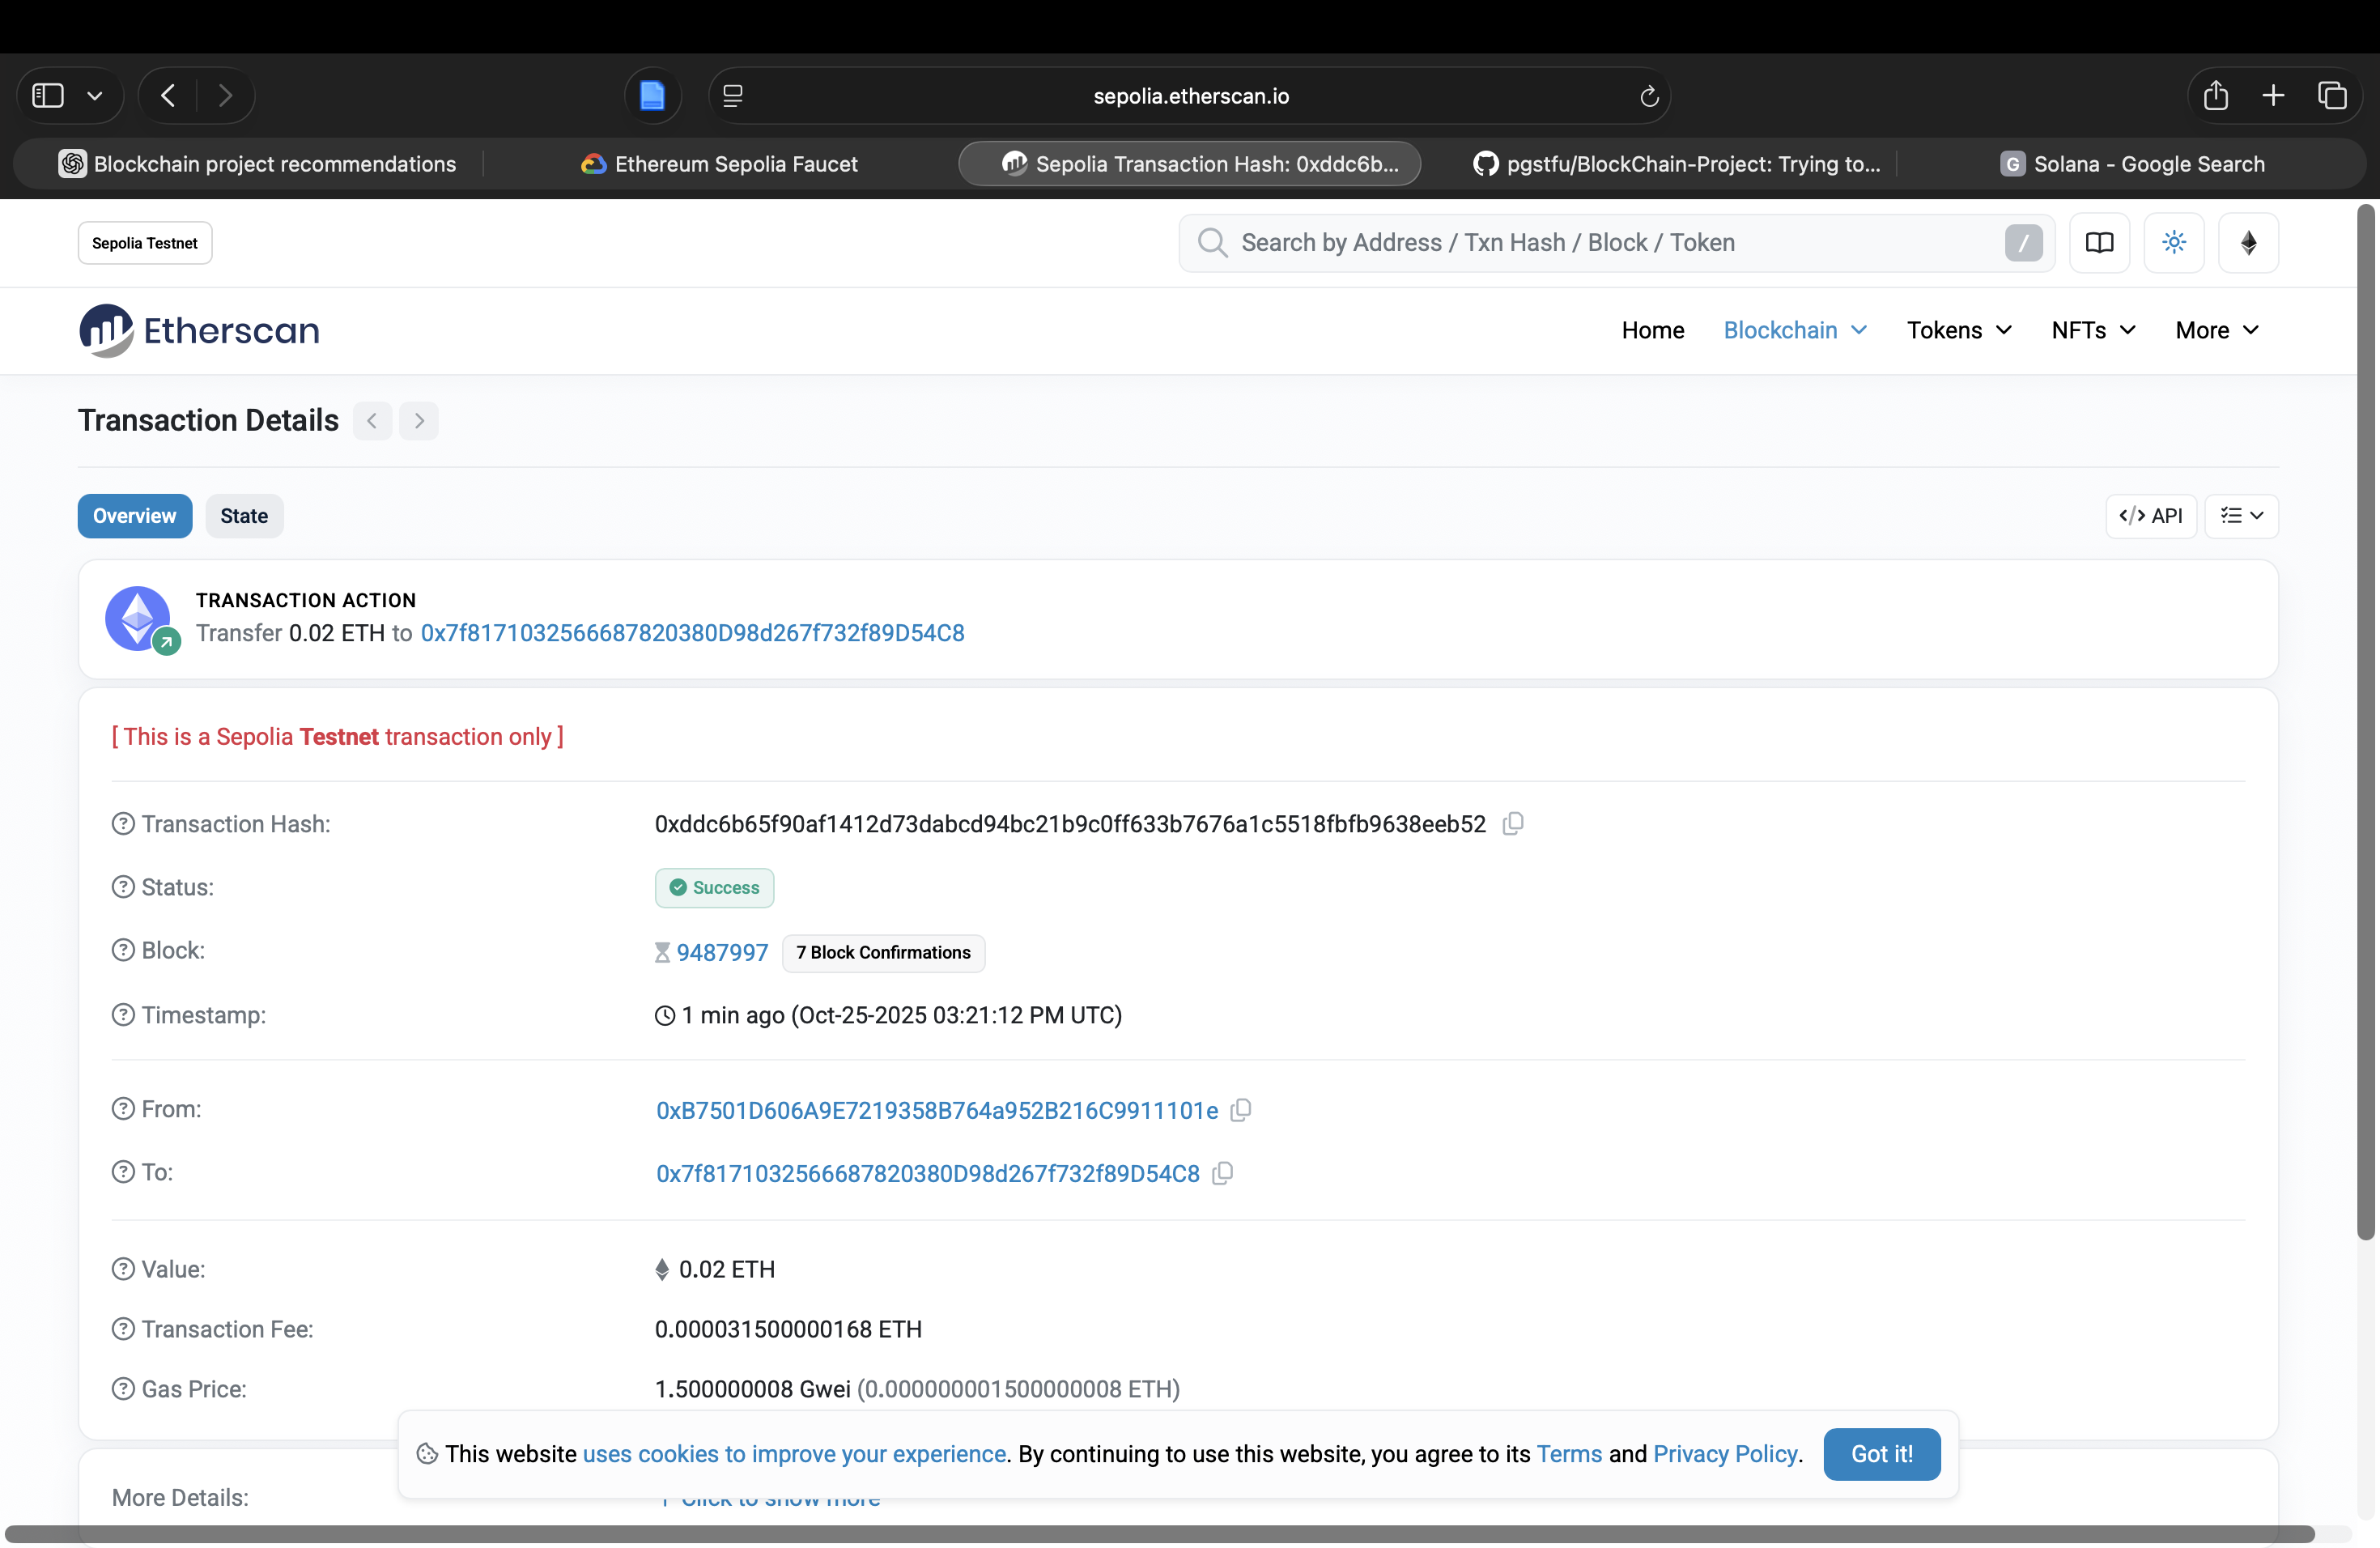 sepolia.etherscan.io
Blockchain project recommendations
Ethereum Sepolia Faucet
Sepolia Transaction Hash: 0xddc6b...
pgstfu/BlockChain-Project: Trying to...
G Solana - Google Search
Sepolia Testnet
Search by Address / Txn Hash / Block / Token
/
Etherscan
Home
Blockchain
Tokens
NFTs
More
Transaction Details
Overview
State
</> API
TRANSACTION ACTION
Transfer 0.02 ETH to 0x7f8171032566687820380D98d267f732f89D54C8
[ This is a Sepolia Testnet transaction only ]
Transaction Hash:
0xddc6b65f90af1412d73dabcd94bc21b9c0ff633b7676a1c5518fbfb9638eeb52
Status:
Success
Block:
9487997
7 Block Confirmations
Timestamp:
1 min ago (Oct-25-2025 03:21:12 PM UTC)
From:
0xB7501D606A9E7219358B764a952B216C9911101e
To:
0x7f8171032566687820380D98d267f732f89D54C8
Value:
0.02 ETH
Transaction Fee:
0.000031500000168 ETH
Gas Price:
1.500000008 Gwei (0.000000001500000008 ETH)
This website uses cookies to improve your experience. By continuing to use this website, you agree to its Terms and Privacy Policy.
Got it!
More Details:
Click to show more